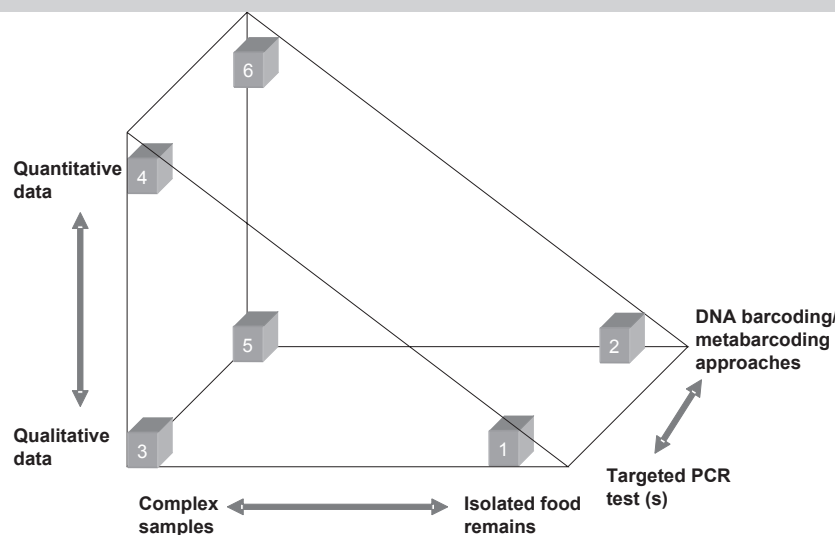 6
4
Quantitative
data
DNA barcoding/
metabarcoding
approaches
5
2
Qualitative
data
3
1
Targeted PCR
test (s)
Complex
samples
Isolated food
remains